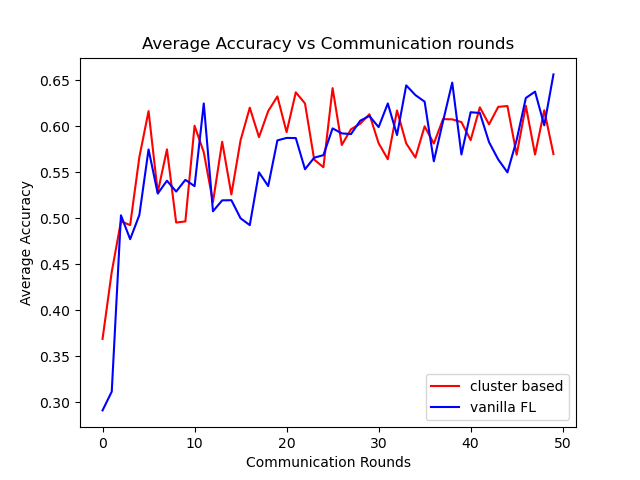 Average Accuracy vs Communication rounds
Average Accuracy
0.65
0.60
0.55
0.50
0.45
0.40
0.35
0.30
cluster based
vanilla FL
0 10 20 30 40 50
Communication Rounds